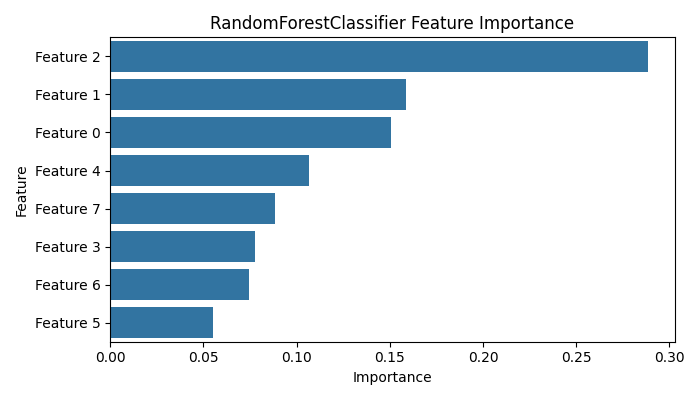 RandomForestClassifier Feature Importance
Feature 2
Feature 1
Feature 0
Feature 4
Feature 7
Feature 3
Feature 6
Feature 5
Feature
0.00 0.05 0.10 0.15 0.20 0.25 0.30
Importance